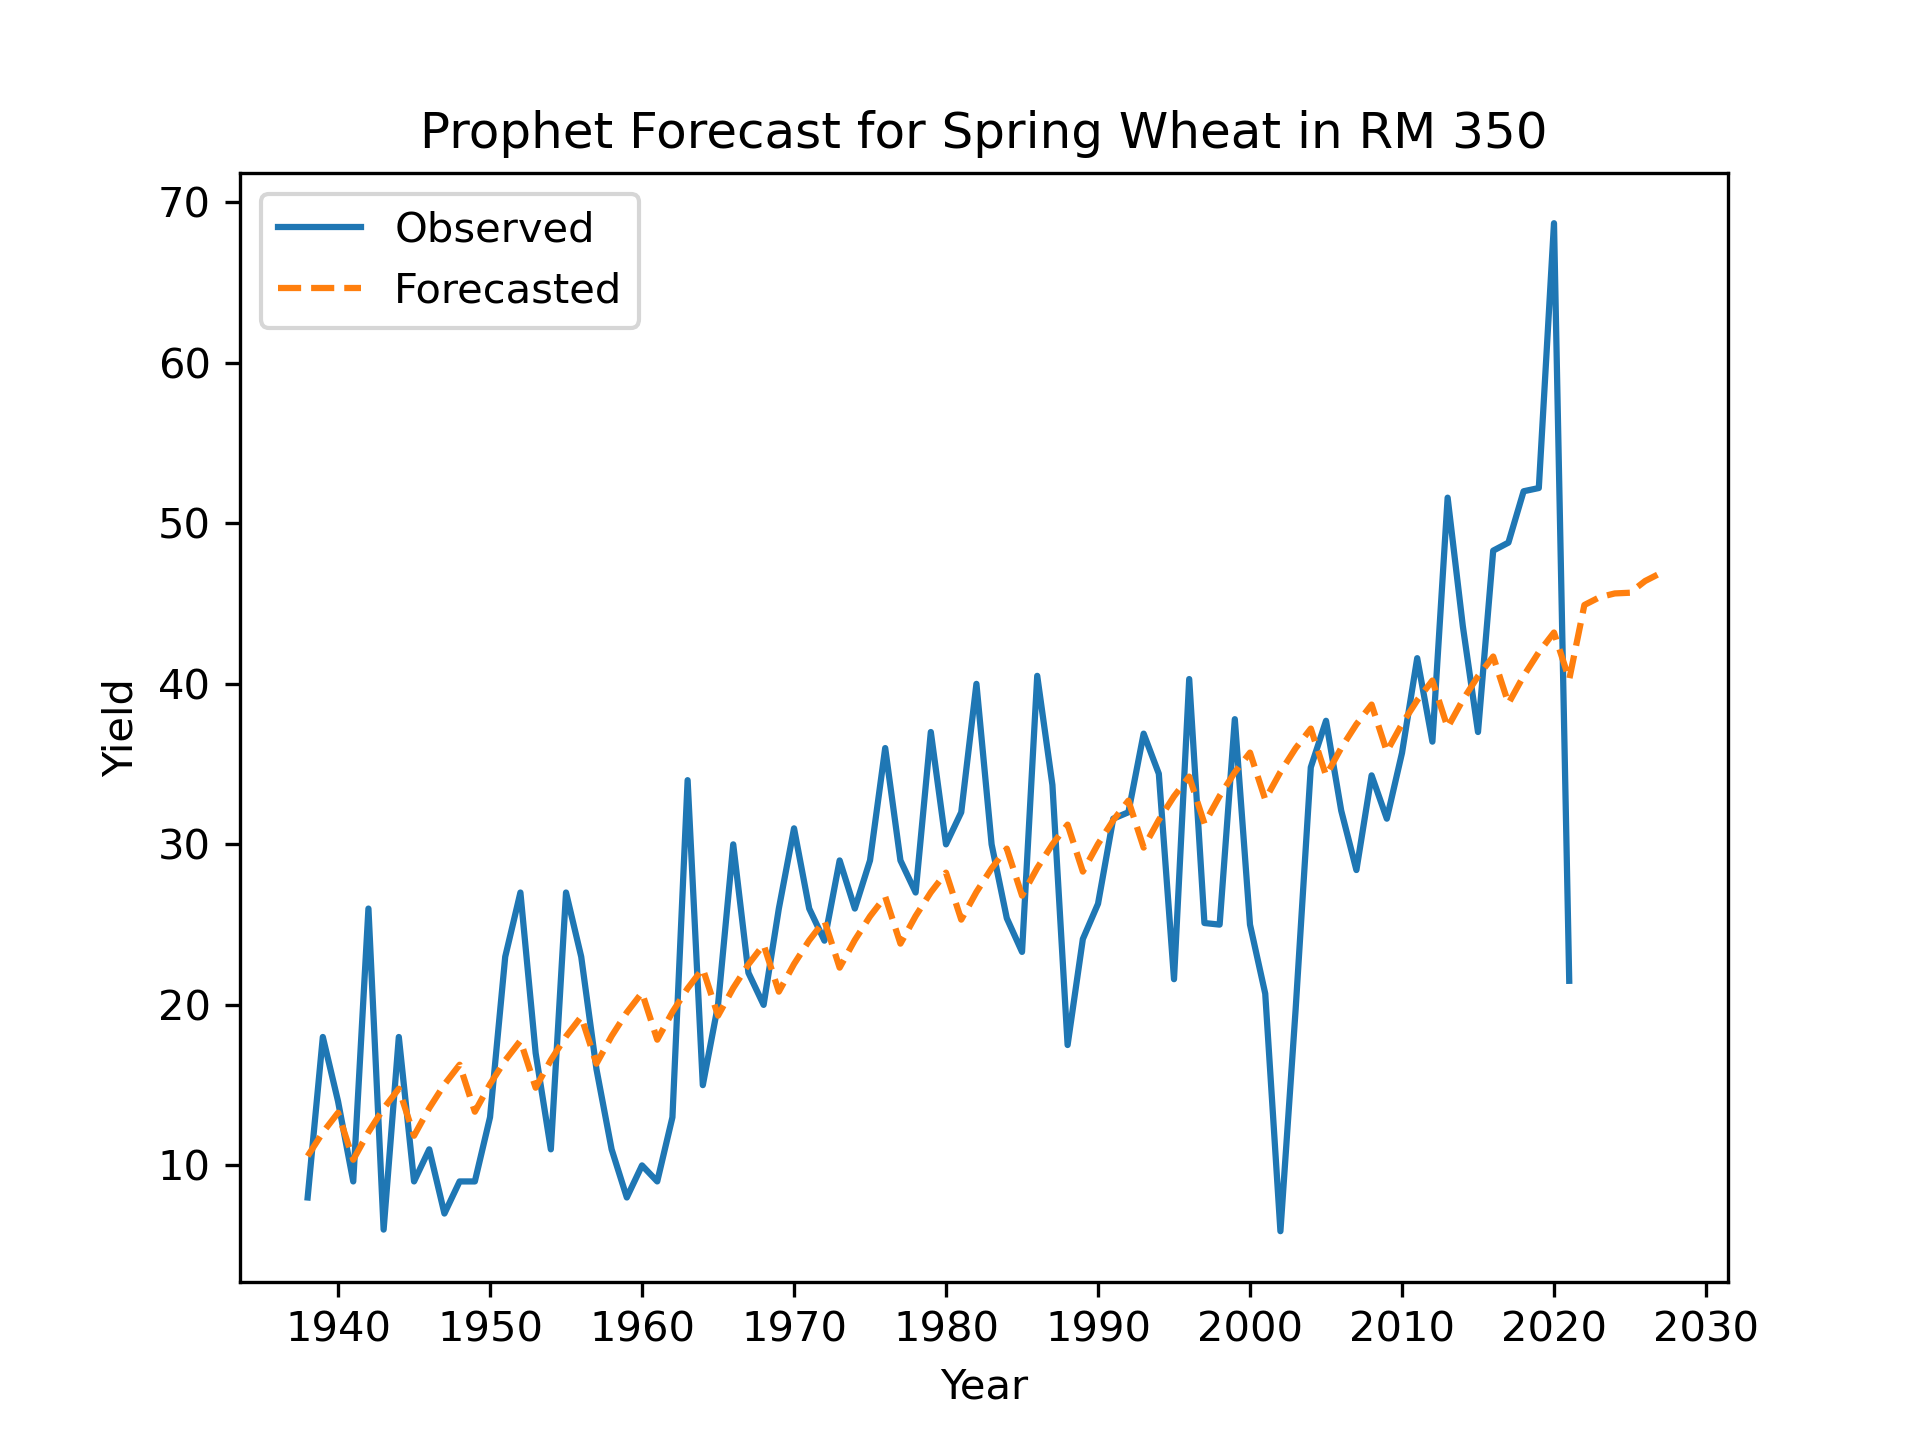 Prophet Forecast for Spring Wheat in RM 350
Observed
Forecasted
70
60
50
40
30
20
10
Yield
1940 1950 1960 1970 1980 1990 2000 2010 2020 2030
Year